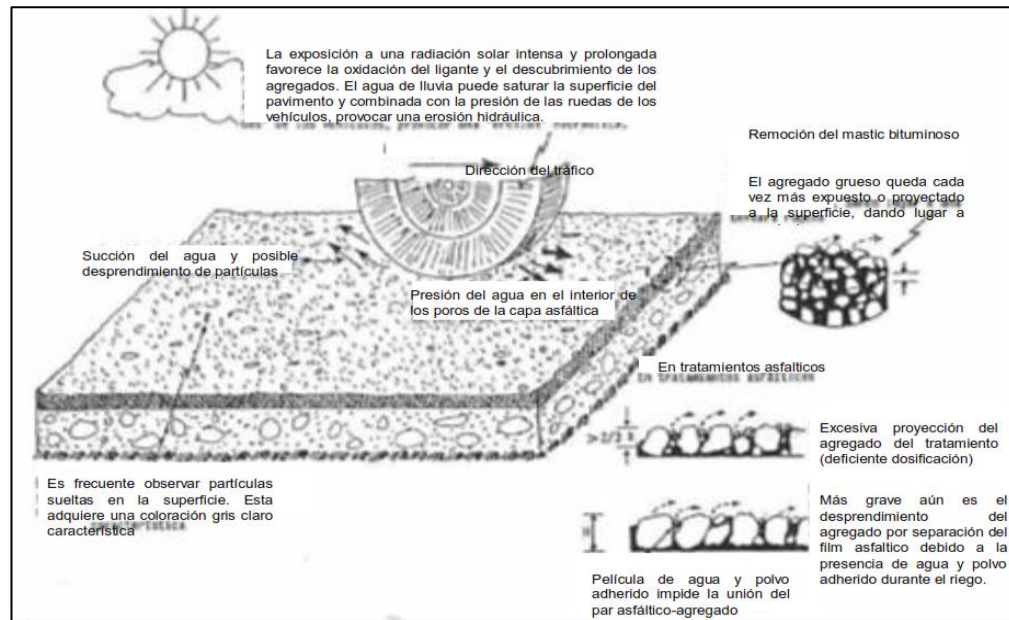 La exposición a una radiación solar intensa y prolongada
favorece la oxidación del ligante y el descubrimiento de los
agregados. El agua de lluvia puede saturar la superficie del
pavimento y combinada con la presión de las ruedas de los
vehículos, provocar una erosión hidráulica.
Remoción del mastic bituminoso
Dirección del tráfico
El agregado grueso queda cada
vez más expuesto o proyectado
a la superficie, dando lugar a
Succión del agua y posible
desprendimiento de partículas
Presión del agua en el interior de
los poros de la capa asfáltica
En tratamientos asfalticos
En tratamientos asfálticos
Excesiva proyección del
agregado del tratamiento
(deficiente dosificación)
Es frecuente observar partículas
sueltas en la superficie. Esta
adquiere una coloración gris claro
característica
Más grave aún es el
desprendimiento del
agregado por separación del
film asfaltico debido a la
presencia de agua y polvo
adherido durante el riego.
H
Película de agua y polvo
adherido impide la unión del
par asfáltico-agregado